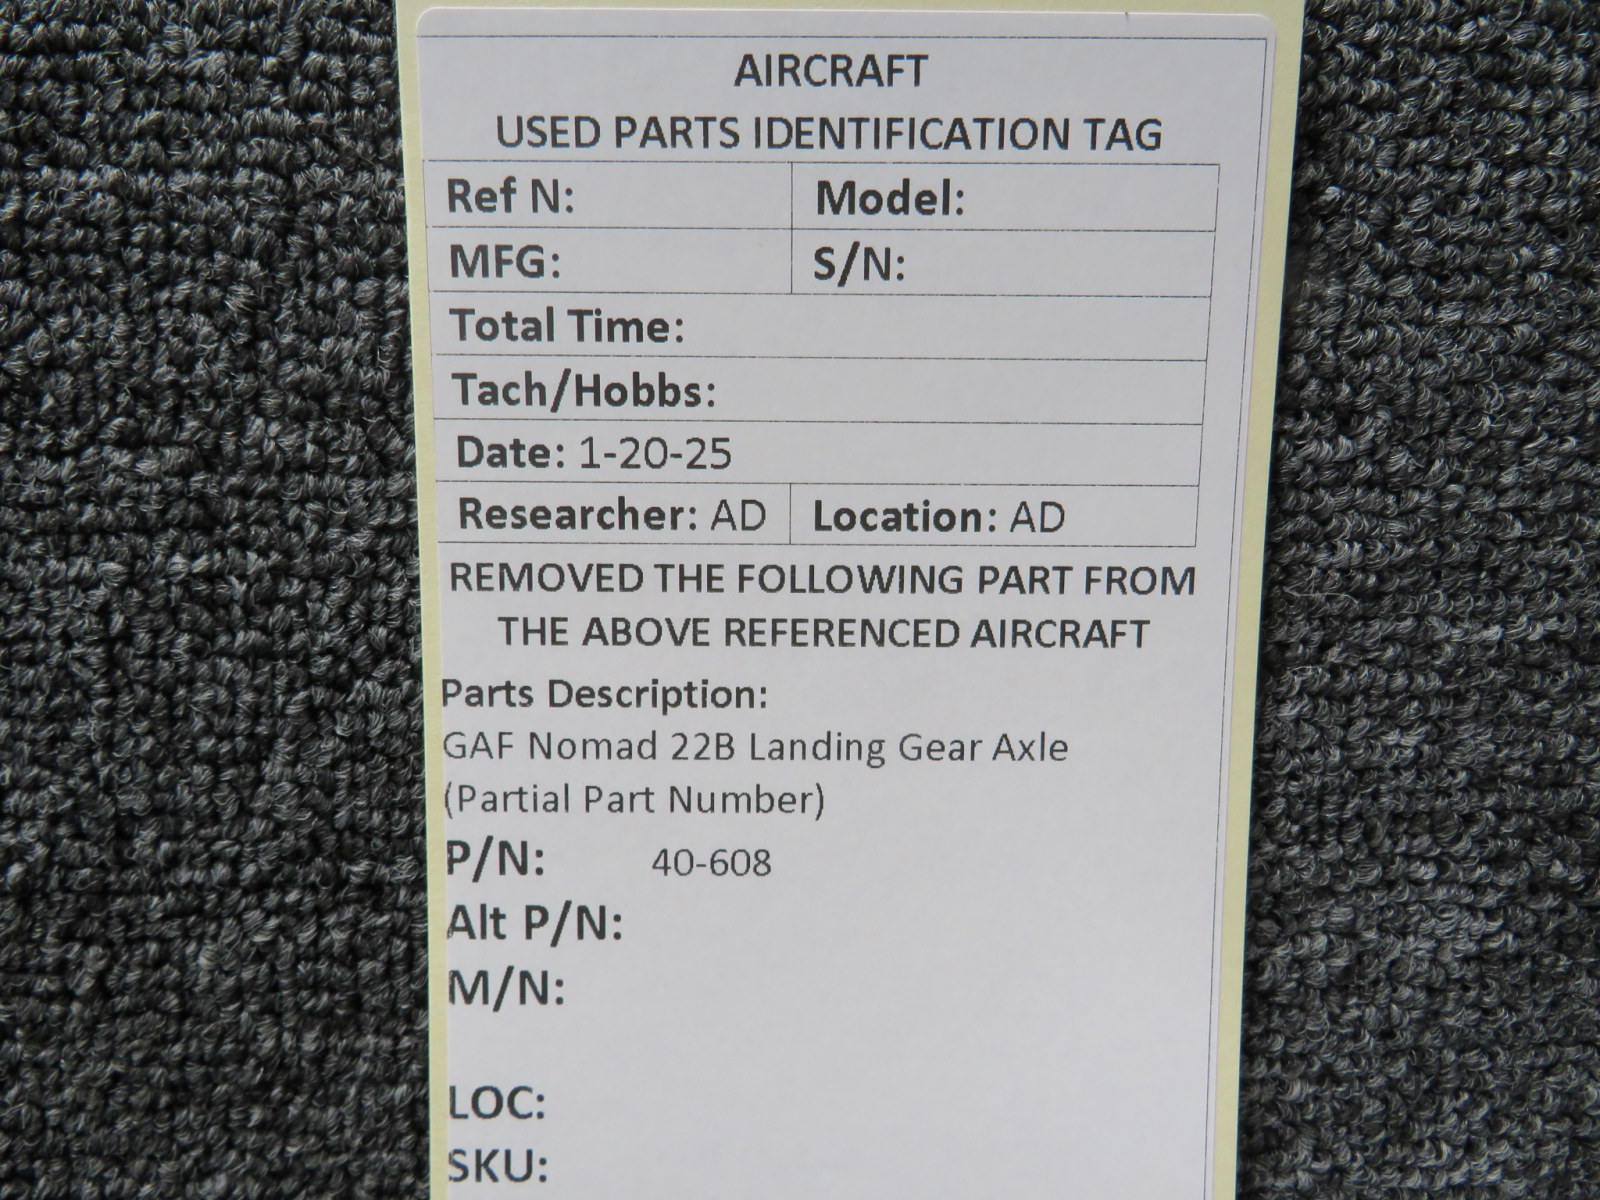 AIRCRAFT
USED PARTS IDENTIFICATION TAG
Ref N: Model:
MFG: S/N:
Total Time:
Tach/Hobbs:
Date: 1-20-25
Researcher: AD Location: AD
REMOVED THE FOLLOWING PART FROM
THE ABOVE REFERENCED AIRCRAFT
Parts Description:
GAF Nomad 22B Landing Gear Axle
(Partial Part Number)
P/N: 40-608
Alt P/N:
M/N:
LOC:
SKU: